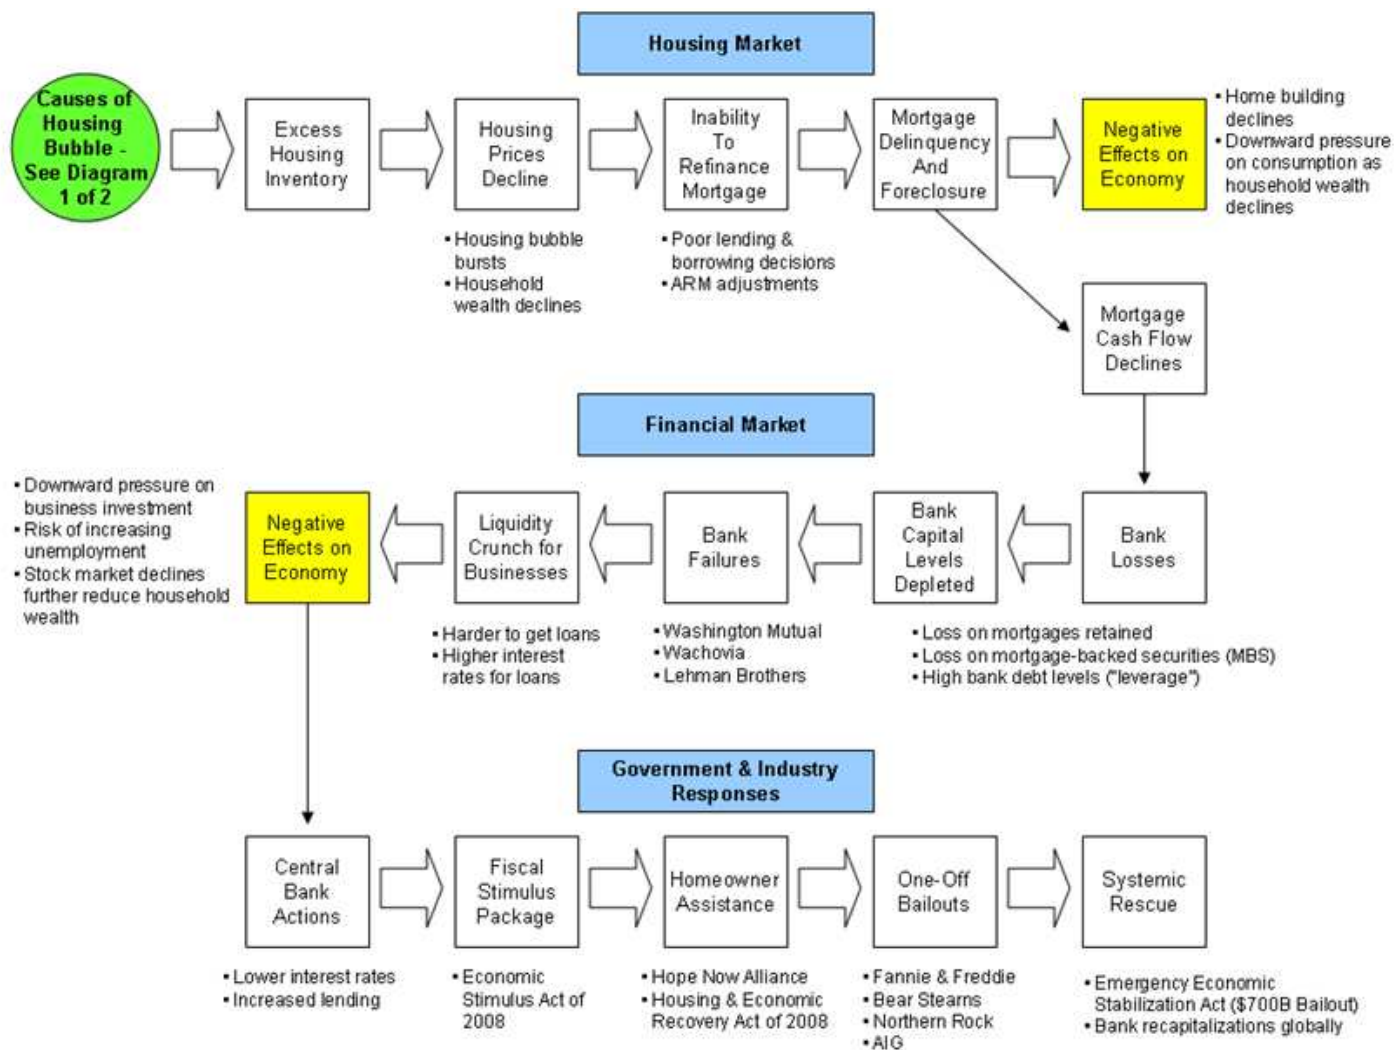 Housing Market
Causes of
Housing
Bubble -
See Diagram
1 of 2
Excess
Housing
Inventory
Housing
Prices
Decline
Inability
To
Refinance
Mortgage
Mortgage
Delinquency
And
Foreclosure
Negative
Effects on
Economy
▪ Home building
declines
▪ Downward pressure
on consumption as
household wealth
declines
▪ Housing bubble
bursts
▪ Household
wealth declines
▪ Poor lending &
borrowing decisions
▪ ARM adjustments
Mortgage
Cash Flow
Declines
Financial Market
▪ Downward pressure on
business investment
▪ Risk of increasing
unemployment
▪ Stock market declines
further reduce household
wealth
Negative
Effects on
Economy
Liquidity
Crunch for
Businesses
Bank
Failures
Bank
Capital
Levels
Depleted
Bank
Losses
▪ Harder to get loans
▪ Higher interest
rates for loans
▪ Washington Mutual
▪ Wachovia
▪ Lehman Brothers
▪ Loss on mortgages retained
▪ Loss on mortgage-backed securities (MBS)
▪ High bank debt levels ("leverage")
Government & Industry
Responses
Central
Bank
Actions
Fiscal
Stimulus
Package
Homeowner
Assistance
One-Off
Bailouts
Systemic
Rescue
▪ Lower interest rates
▪ Increased lending
▪ Economic
Stimulus Act of
2008
▪ Hope Now Alliance
▪ Housing & Economic
Recovery Act of 2008
▪ Fannie & Freddie
▪ Bear Stearns
▪ Northern Rock
▪ AIG
▪ Emergency Economic
Stabilization Act ($700B Bailout)
▪ Bank recapitalizations globally